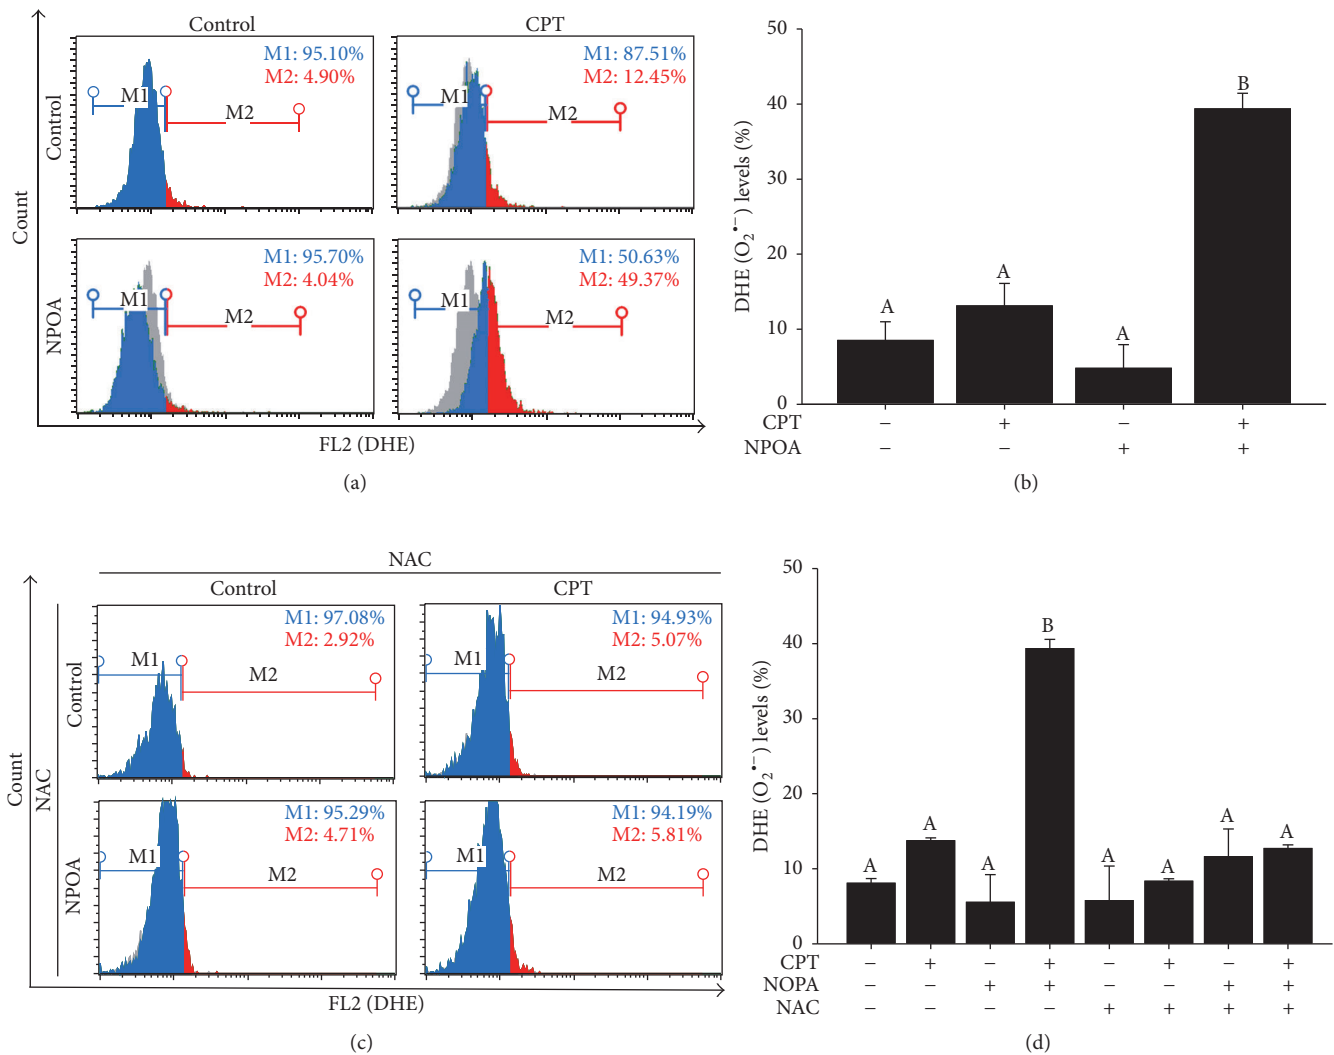 Control
CPT
M1: 95.10%
M2: 4.90%
M1
M2
M1: 87.51%
M2: 12.45%
M1
M2
Control
M1: 95.70%
M2: 4.04%
M1
M2
M1: 50.63%
M2: 49.37%
M1
M2
NPOA
Count
FL2 (DHE)
(a)
50
40
30
20
10
0
DHE (O2•−) levels (%)
A
A
A
B
CPT − + − +
NPOA − − + +
(b)
NAC
Control
CPT
M1: 97.08%
M2: 2.92%
M1
M2
M1: 94.93%
M2: 5.07%
M1
M2
Control
M1: 95.29%
M2: 4.71%
M1
M2
M1: 94.19%
M2: 5.81%
M1
M2
NPOA
NAC
Count
FL2 (DHE)
(c)
50
40
30
20
10
0
DHE (O2•−) levels (%)
A
A
A
B
A
A
A
A
CPT − + − + − + − +
NOPA − − + + − − + +
NAC − − − − + + + +
(d)